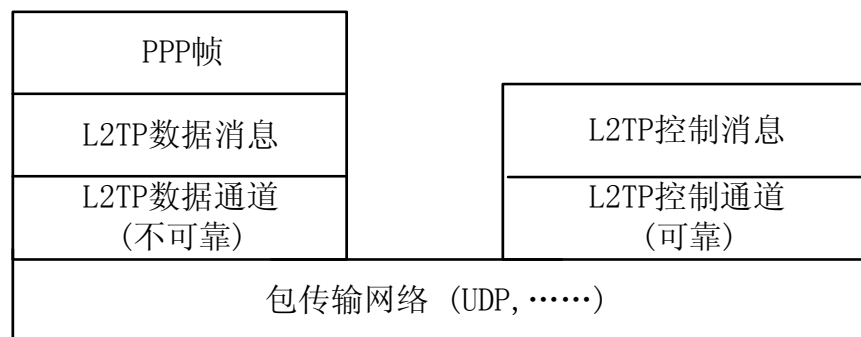 PPP帧
L2TP数据消息
L2TP数据通道
(不可靠)
L2TP控制消息
L2TP控制通道
(可靠)
包传输网络 (UDP,……)